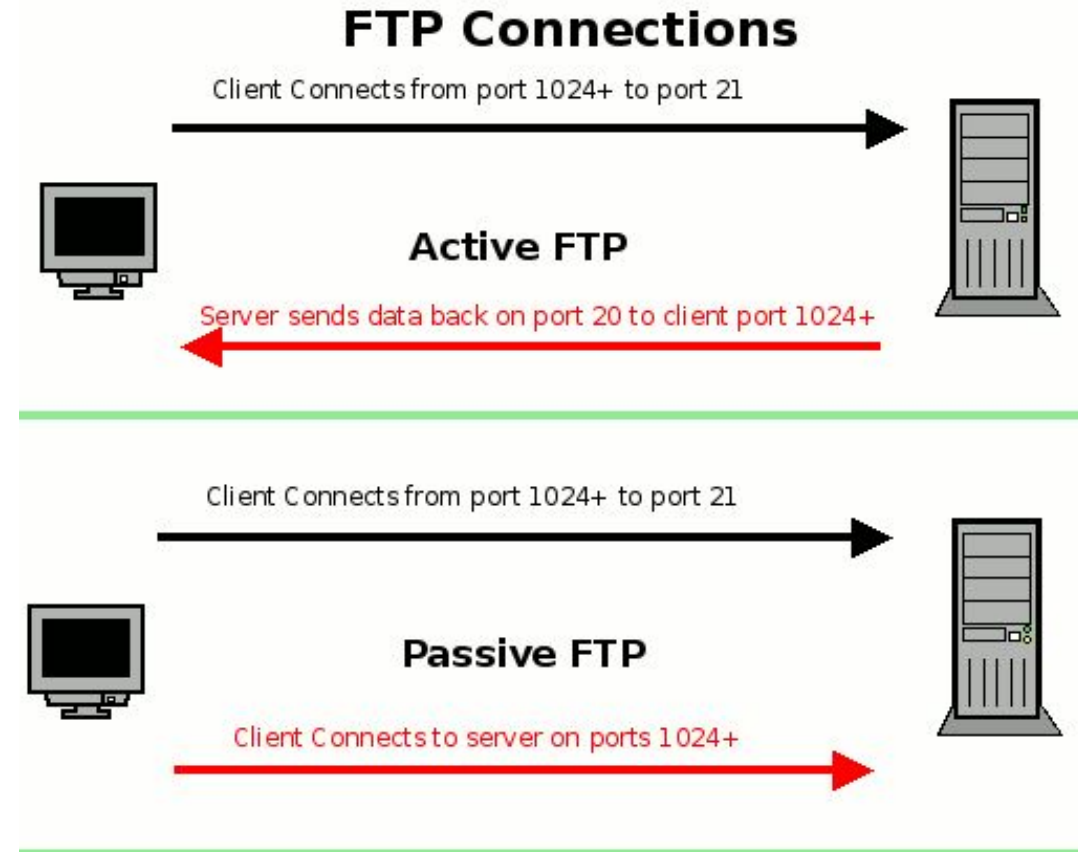 FTP Connections
Client Connects from port 1024+ to port 21
Active FTP
Server sends data back on port 20 to client port 1024+
Client Connects from port 1024+ to port 21
Passive FTP
Client Connects to server on ports 1024+